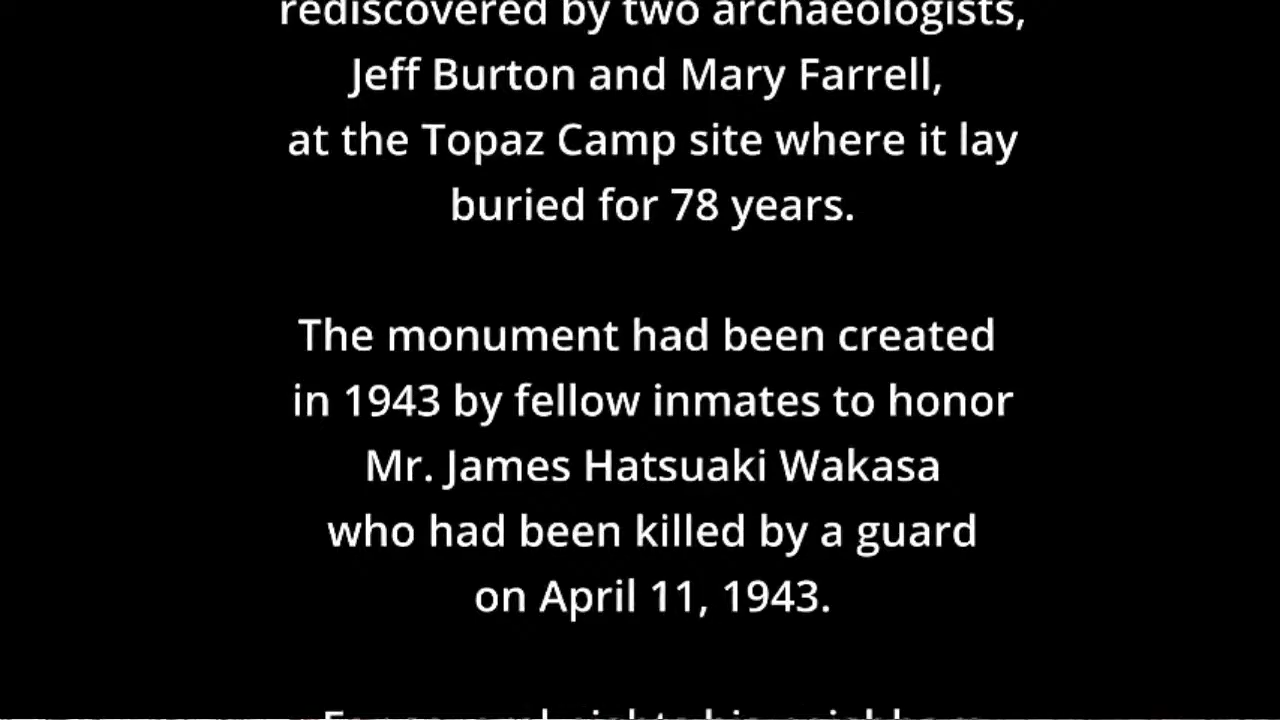 rediscovered by two archaeologists,
Jeff Burton and Mary Farrell,
at the Topaz Camp site where it lay
buried for 78 years.
The monument had been created
in 1943 by fellow inmates to honor
Mr. James Hatsuaki Wakasa
who had been killed by a guard
on April 11, 1943.